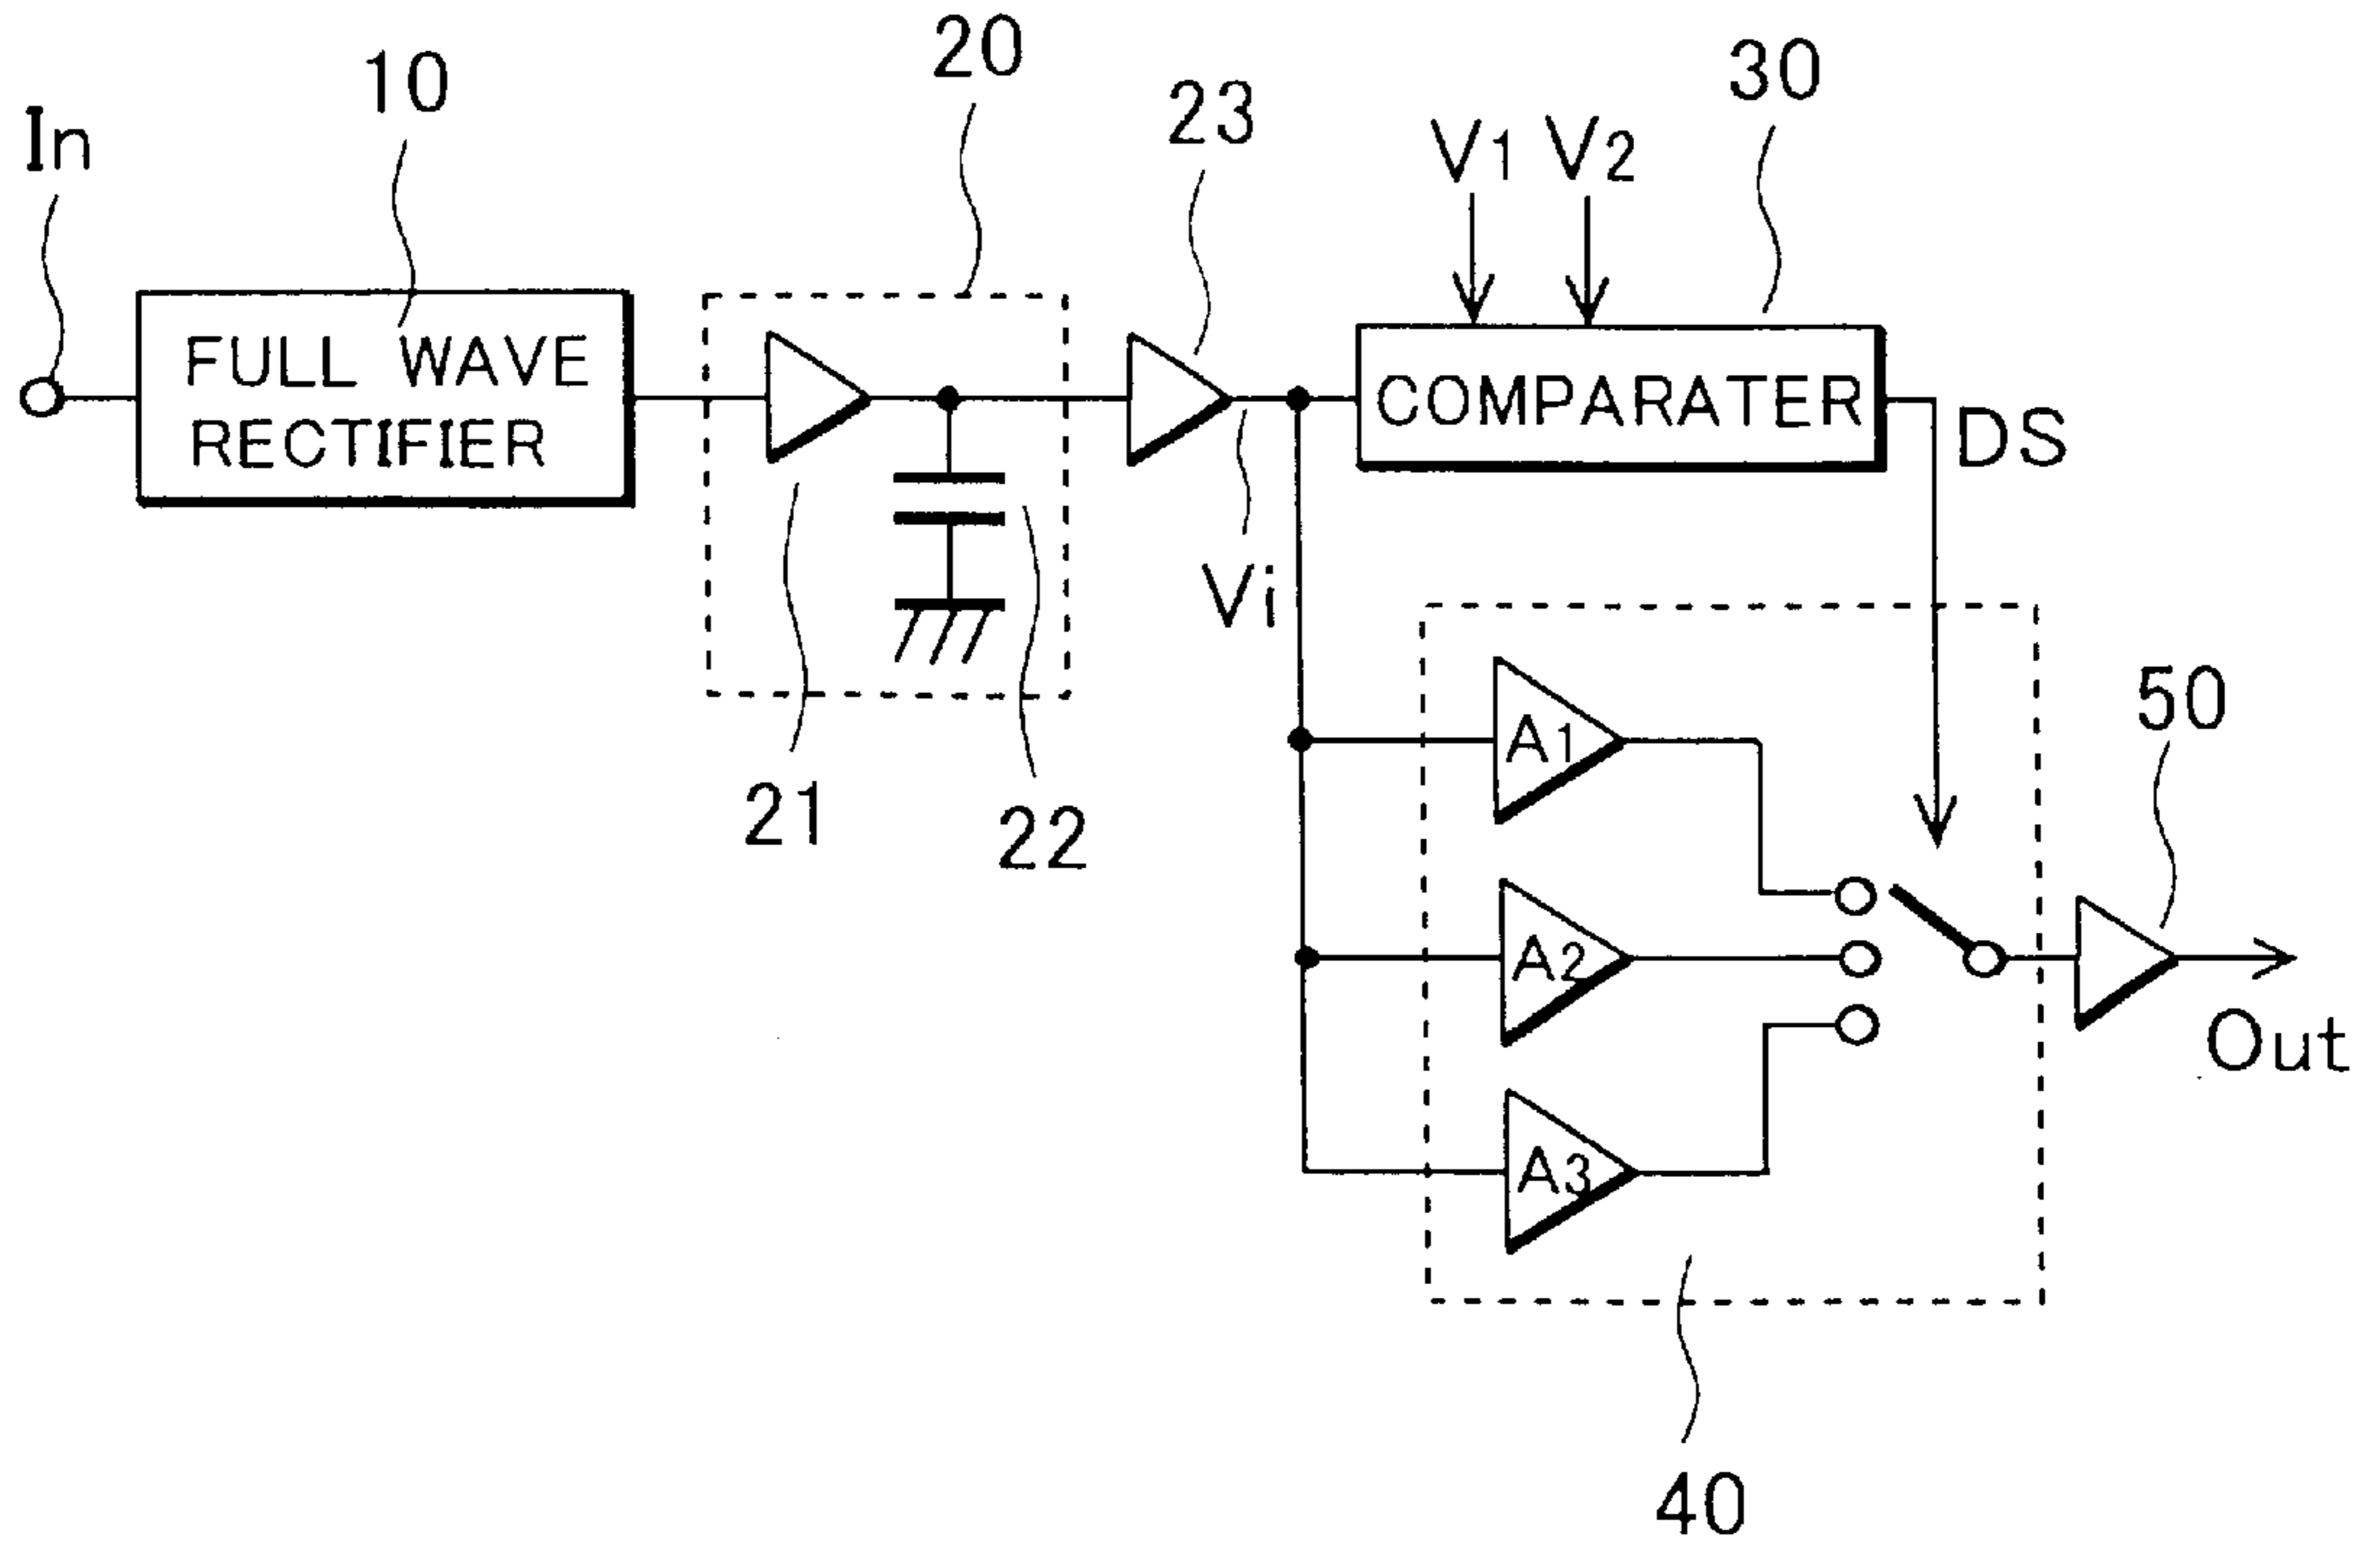 In
10
20
23
V1
V2
30
FULL WAVE
RECTIFIER
COMPARATER
DS
Vi
21
22
A1
A2
A3
50
Out
40